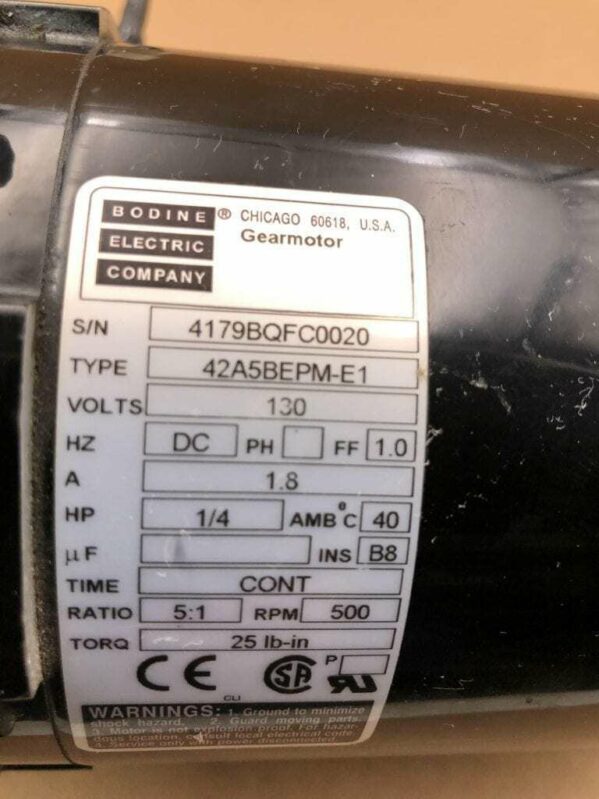 BODINE ® CHICAGO 60618, U.S.A.
ELECTRIC Gearmotor
COMPANY
S/N 4179BQFC0020
TYPE 42A5BEPM-E1
VOLTS 130
HZ DC PH FF 1.0
A 1.8
HP 1/4 AMB°C 40
µF INS B8
TIME CONT
RATIO 5:1 RPM 500
TORQ 25 lb-in
CE SA P RU
CLI
WARNINGS: 1. Ground to minimize
shock hazard. 2. Guard moving parts.
3. Motor is not explosion proof. For hazar-
dous location, consult local electrical code.
4. Service only with power disconnected.